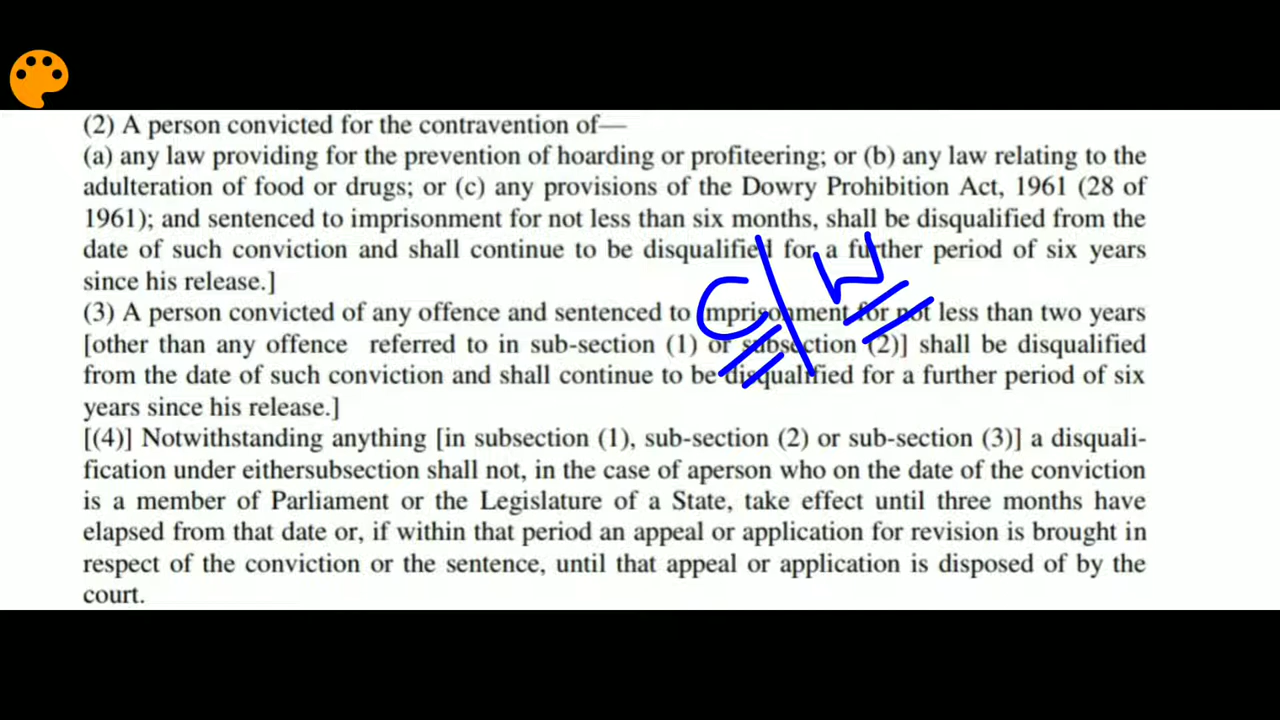 (2) A person convicted for the contravention of—
(a) any law providing for the prevention of hoarding or profiteering; or (b) any law relating to the
adulteration of food or drugs; or (c) any provisions of the Dowry Prohibition Act, 1961 (28 of
1961); and sentenced to imprisonment for not less than six months, shall be disqualified from the
date of such conviction and shall continue to be disqualified for a further period of six years
since his release.]
(3) A person convicted of any offence and sentenced to imprisonment for not less than two years
[other than any offence referred to in sub-section (1) or subsection (2)] shall be disqualified
from the date of such conviction and shall continue to be disqualified for a further period of six
years since his release.]
[(4)] Notwithstanding anything [in subsection (1), sub-section (2) or sub-section (3)] a disquali-
fication under eithersubsection shall not, in the case of aperson who on the date of the conviction
is a member of Parliament or the Legislature of a State, take effect until three months have
elapsed from that date or, if within that period an appeal or application for revision is brought in
respect of the conviction or the sentence, until that appeal or application is disposed of by the
court.